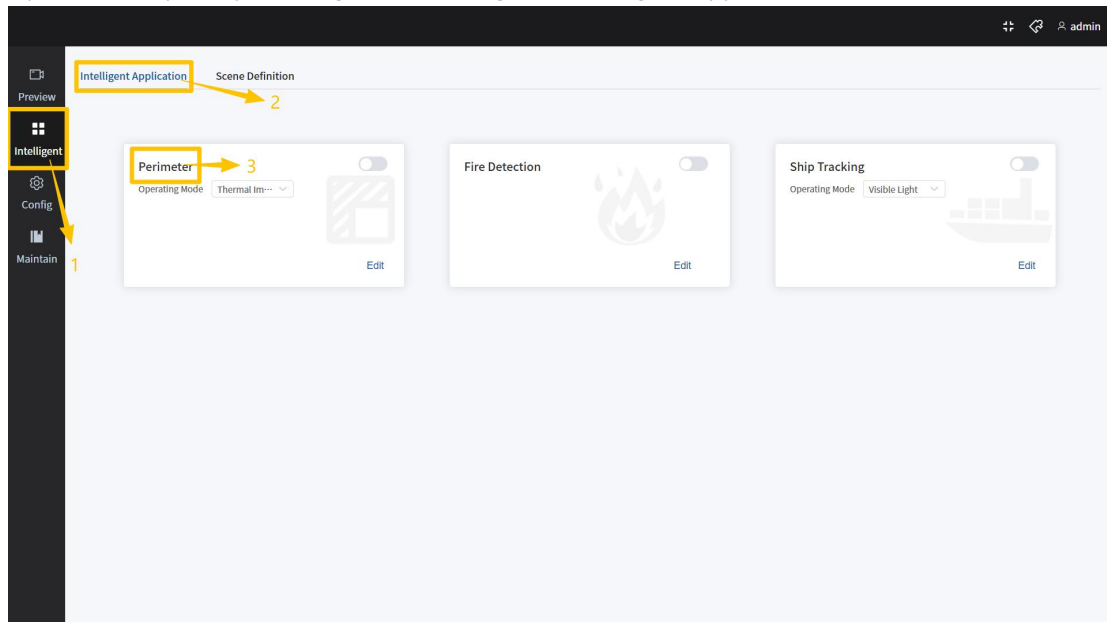 admin
Preview
Intelligent
Config
Maintain
1
Intelligent Application Scene Definition
2
Perimeter 3
Operating Mode Thermal Im···
Edit
Fire Detection
Edit
Ship Tracking
Operating Mode Visible Light
Edit